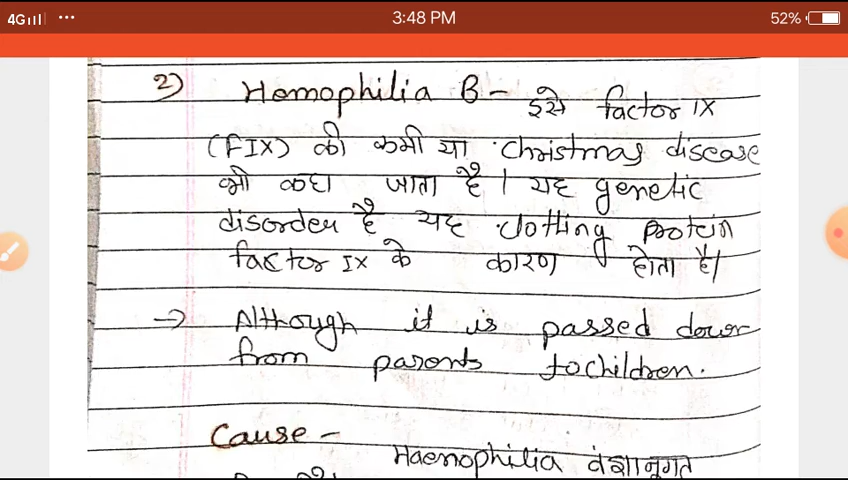 4G
3:48 PM
52%
2) Hemophilia B- इसे factor IX
(FIX) की कमी या Christmas disease
भी कहा जाता है। यह genetic
disorder है यह clotting protein
factor IX के कारण होता है।
→ Although it is passed down
from parents to children.
Cause -
Haemophilia वंशानुगत